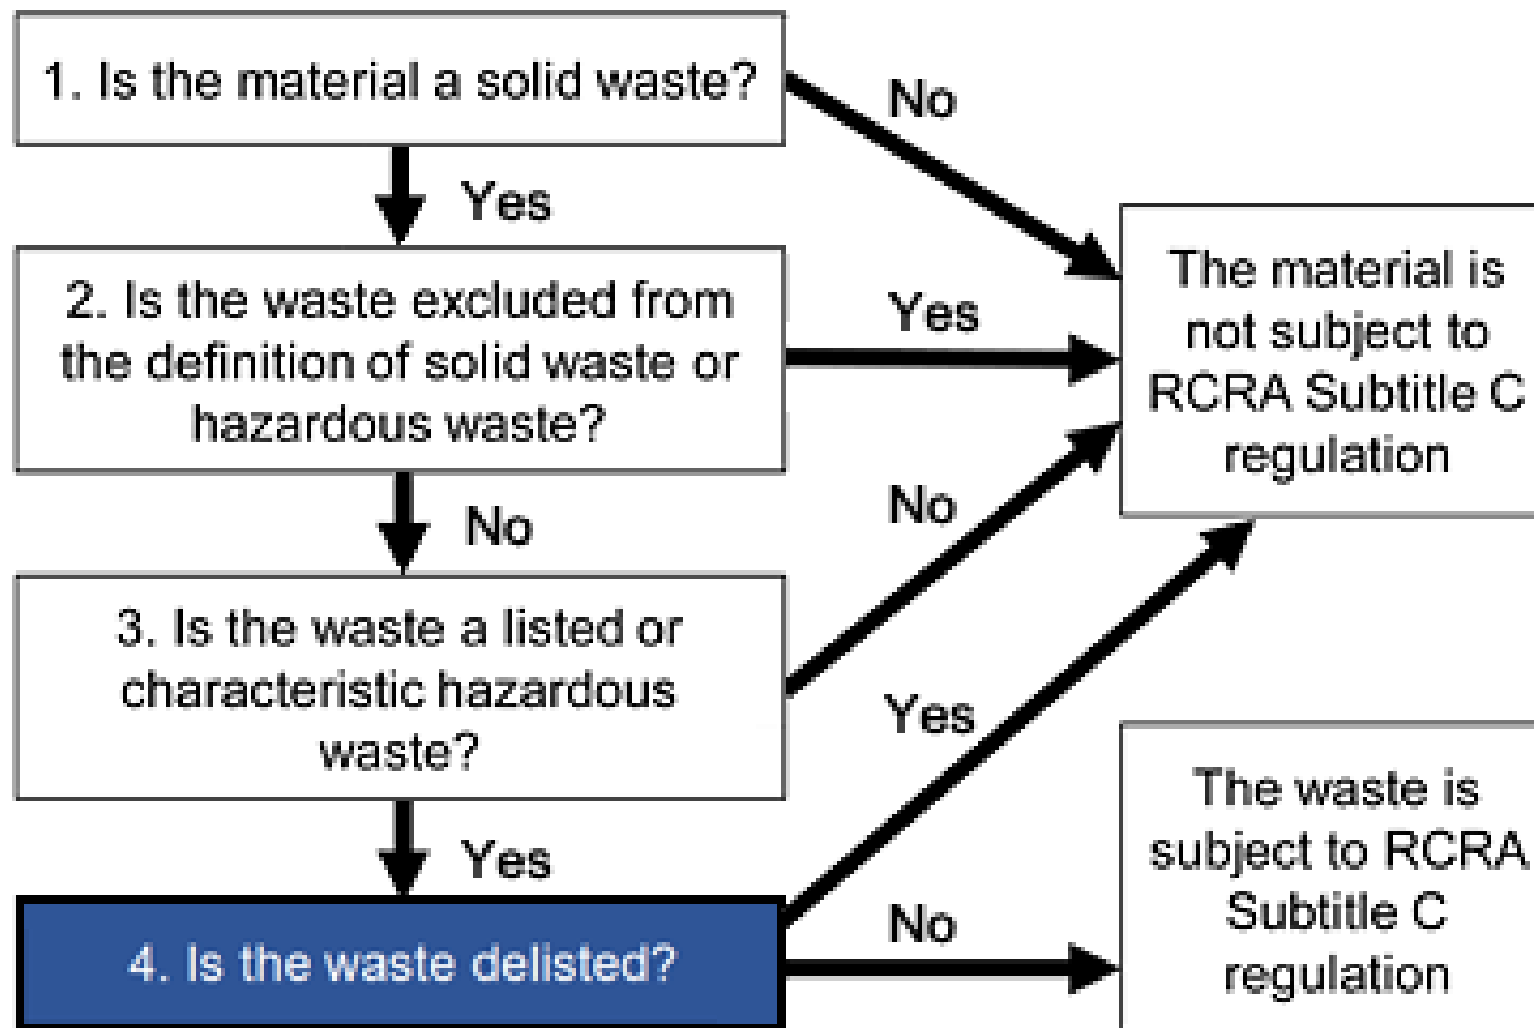 1. Is the material a solid waste?
No
Yes
2. Is the waste excluded from
the definition of solid waste or
hazardous waste?
Yes
The material is
not subject to
RCRA Subtitle C
regulation
No
No
3. Is the waste a listed or
characteristic hazardous
waste?
Yes
Yes
4. Is the waste delisted?
No
The waste is
subject to RCRA
Subtitle C
regulation